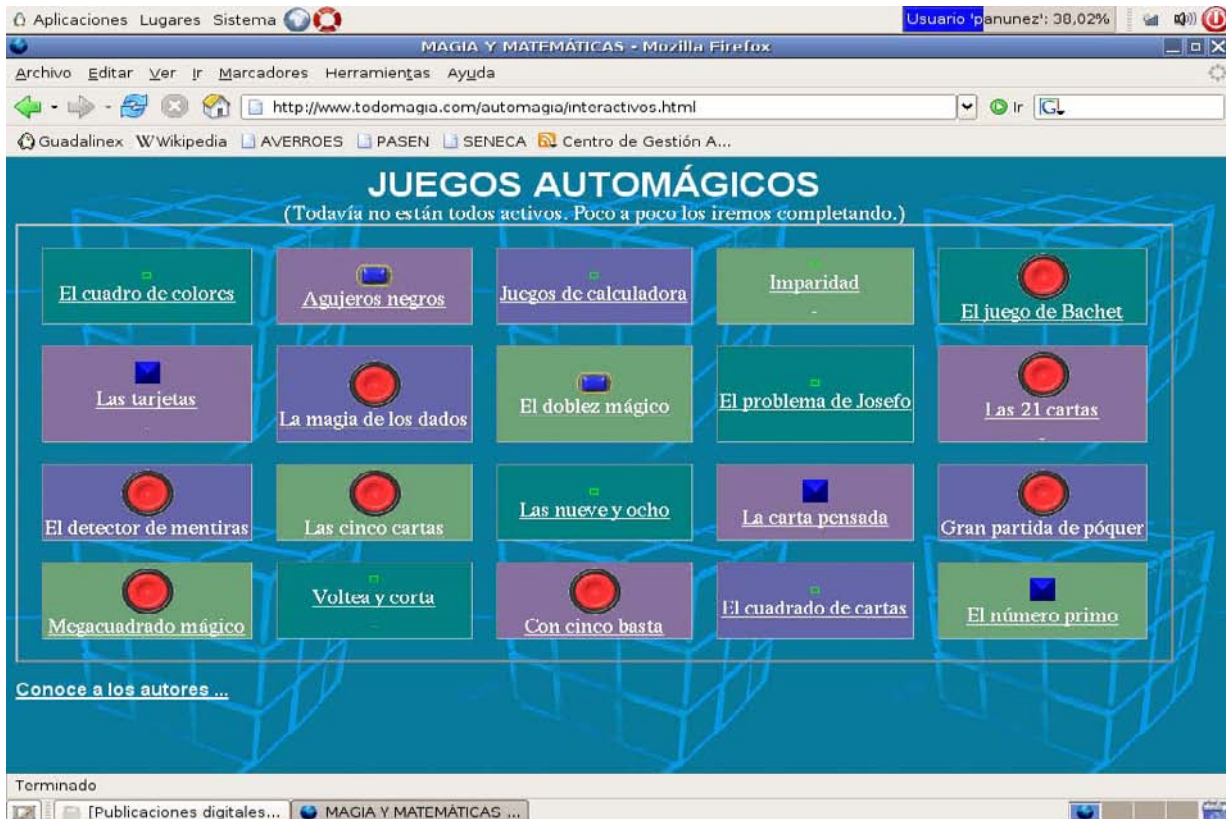 Aplicaciones Lugares Sistema
Usuario 'panunez': 38,02%
MAGIA Y MATEMÁTICAS - Mozilla Firefox
Archivo Editar Ver Ir Marcadores Herramientas Ayuda
http://www.todomagia.com/automagia/interactivos.html
Ir
Guadalinex Wikipedia AVERROES PASEN SENECA Centro de Gestión A...
JUEGOS AUTOMÁGICOS
(Todavía no están todos activos. Poco a poco los iremos completando.)
El cuadro de colores
Agujeros negros
Juegos de calculadora
Imparidad
El juego de Bachet
Las tarjetas
La magia de los dados
El doblez mágico
El problema de Josefo
Las 21 cartas
El detector de mentiras
Las cinco cartas
Las nueve y ocho
La carta pensada
Gran partida de póquer
Megacuadrado mágico
Voltea y corta
Con cinco basta
El cuadrado de cartas
El número primo
Conoce a los autores ...
Terminado
[Publicaciones digitales...
MAGIA Y MATEMÁTICAS ...